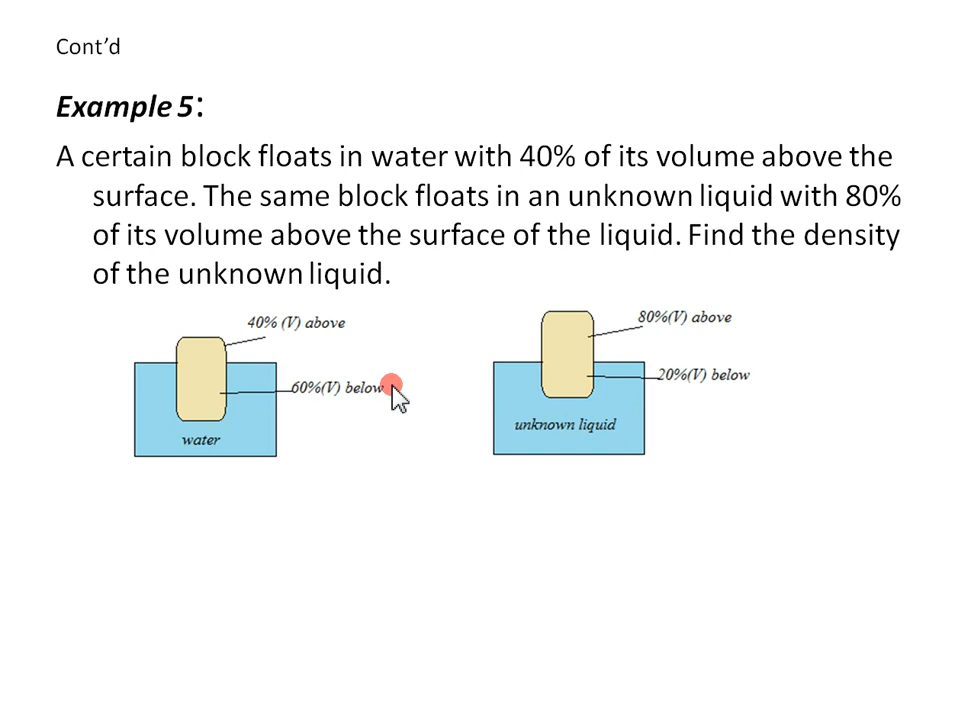 Cont’d
Example 5:
A certain block floats in water with 40% of its volume above the
surface. The same block floats in an unknown liquid with 80%
of its volume above the surface of the liquid. Find the density
of the unknown liquid.
40% (V) above
60%(V) below
water
80%(V) above
20%(V) below
unknown liquid